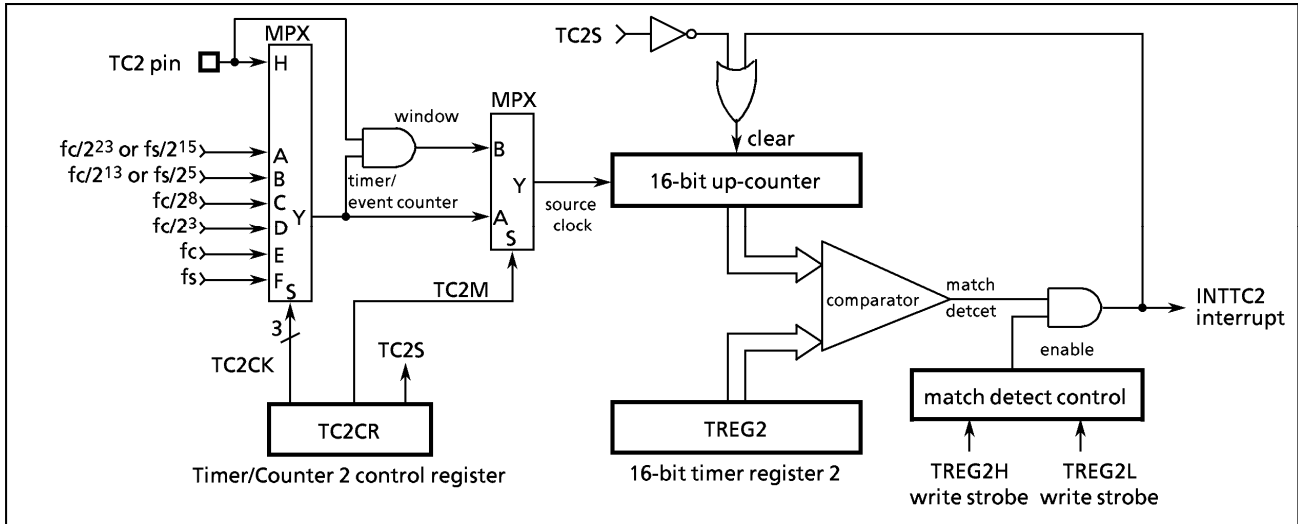 MPX
TC2 pin
H
fc/2²³ or fs/2¹⁵
A
fc/2¹³ or fs/2⁵
B
fc/2⁸
C
Y
fc/2³
D
fc
E
fs
F
S
3
TC2CK
window
timer/
event counter
MPX
B
Y
A
S
TC2M
TC2S
TC2CR
Timer/Counter 2 control register
source
clock
TC2S
clear
16-bit up-counter
comparator
match
detcet
enable
INTTC2
interrupt
TREG2
16-bit timer register 2
match detect control
TREG2H
write strobe
TREG2L
write strobe